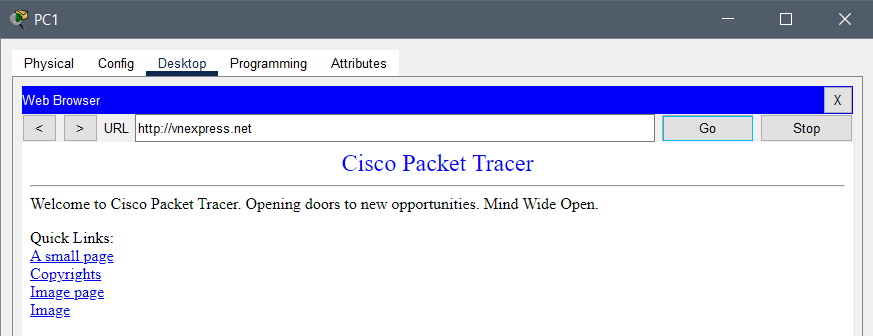 PC1
Physical Config Desktop Programming Attributes
Web Browser X
< > URL http://vnexpress.net Go Stop
Cisco Packet Tracer
Welcome to Cisco Packet Tracer. Opening doors to new opportunities. Mind Wide Open.
Quick Links:
A small page
Copyrights
Image page
Image